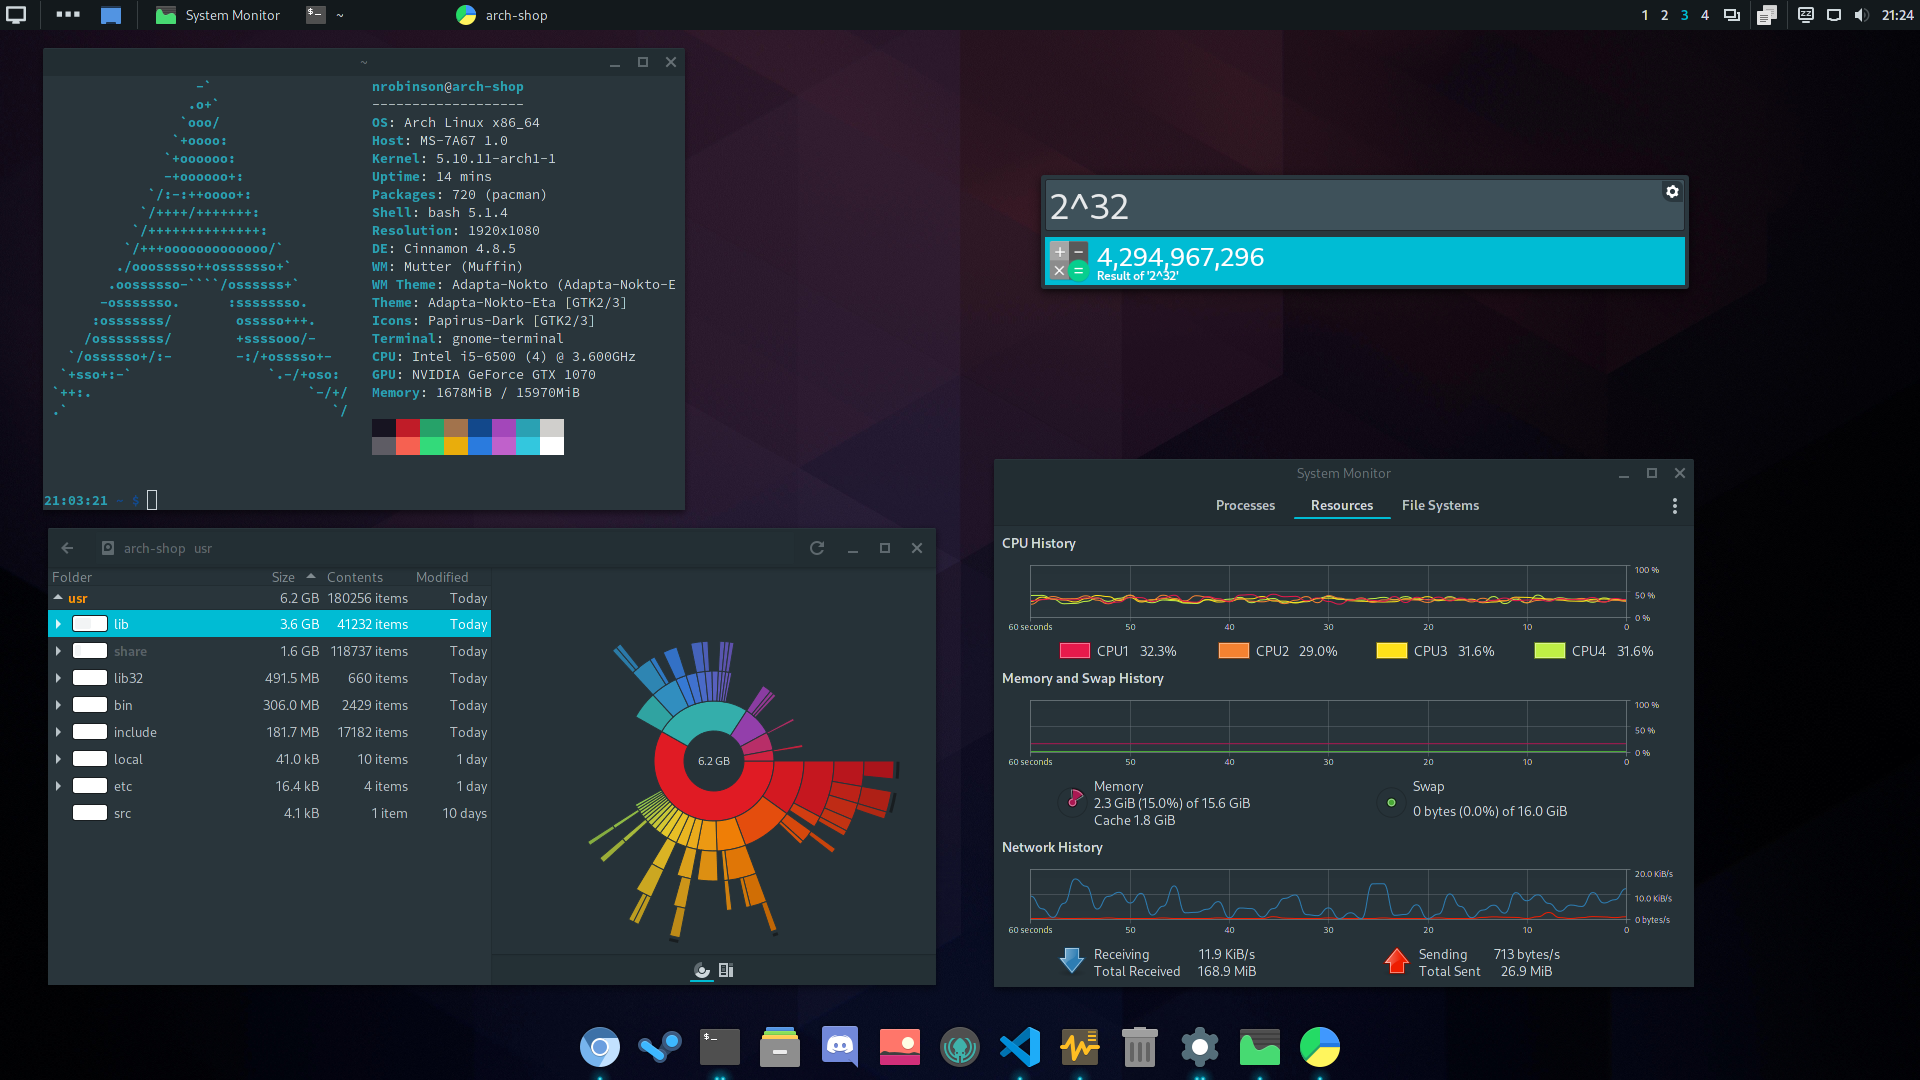 System Monitor
~
arch-shop
1 2 3 4
21:24
~
nrobinson@arch-shop
-------------------
OS: Arch Linux x86_64
Host: MS-7A67 1.0
Kernel: 5.10.11-arch1-1
Uptime: 14 mins
Packages: 720 (pacman)
Shell: bash 5.1.4
Resolution: 1920x1080
DE: Cinnamon 4.8.5
WM: Mutter (Muffin)
WM Theme: Adapta-Nokto (Adapta-Nokto-E
Theme: Adapta-Nokto-Eta [GTK2/3]
Icons: Papirus-Dark [GTK2/3]
Terminal: gnome-terminal
CPU: Intel i5-6500 (4) @ 3.600GHz
GPU: NVIDIA GeForce GTX 1070
Memory: 1678MiB / 15970MiB
21:03:21 ~ $
2^32
4,294,967,296
Result of '2^32'
arch-shop usr
Folder Size Contents Modified
usr 6.2 GB 180256 items Today
lib 3.6 GB 41232 items Today
share 1.6 GB 118737 items Today
lib32 491.5 MB 660 items Today
bin 306.0 MB 2429 items Today
include 181.7 MB 17182 items Today
local 41.0 kB 10 items 1 day
etc 16.4 kB 4 items 1 day
src 4.1 kB 1 item 10 days
6.2 GB
System Monitor
Processes Resources File Systems
CPU History
100 %
50 %
0 %
60 seconds 50 40 30 20 10 0
CPU1 32.3% CPU2 29.0% CPU3 31.6% CPU4 31.6%
Memory and Swap History
100 %
50 %
0 %
60 seconds 50 40 30 20 10 0
Memory
2.3 GiB (15.0%) of 15.6 GiB
Cache 1.8 GiB
Swap
0 bytes (0.0%) of 16.0 GiB
Network History
20.0 KiB/s
10.0 KiB/s
0 bytes/s
60 seconds 50 40 30 20 10 0
Receiving 11.9 KiB/s
Total Received 168.9 MiB
Sending 713 bytes/s
Total Sent 26.9 MiB